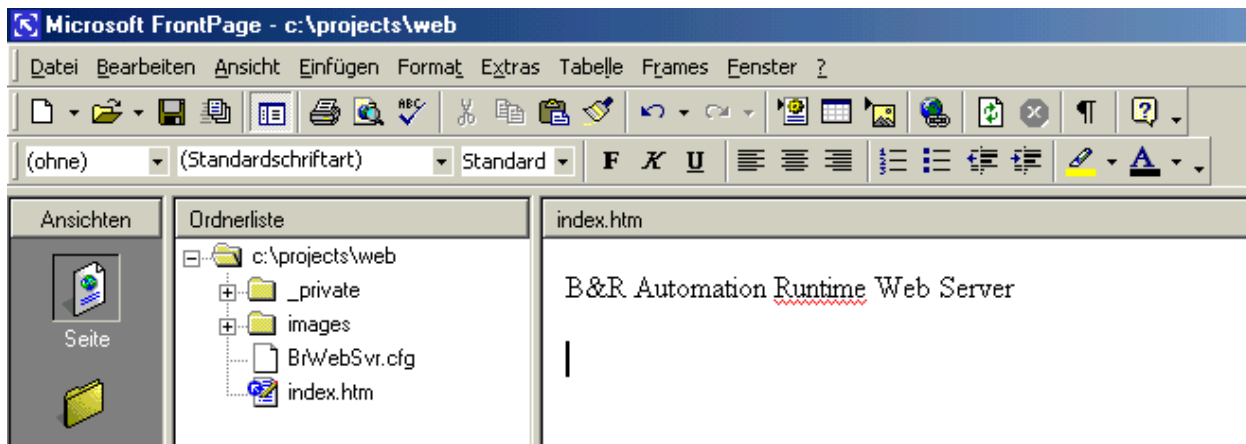 Microsoft FrontPage - c:\projects\web
Datei Bearbeiten Ansicht Einfügen Format Extras Tabelle Frames Fenster ?
ABC
(ohne) (Standardschriftart) Standard F K U
Ansichten Ordnerliste index.htm
c:\projects\web
_private
images
BrWebSvr.cfg
index.htm
Seite
B&R Automation Runtime Web Server